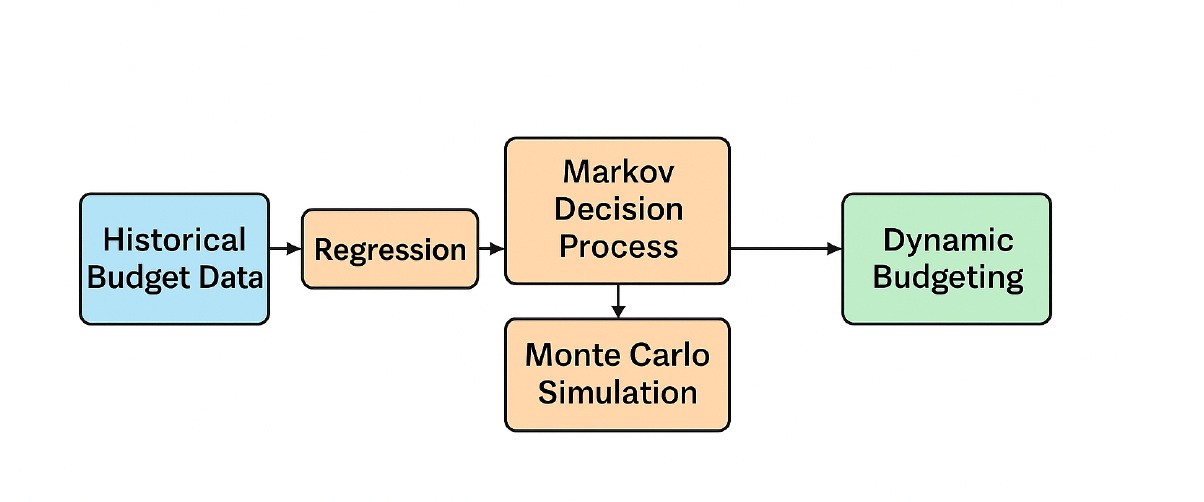 Historical
Budget Data
Regression
Markov
Decision
Process
Monte Carlo
Simulation
Dynamic
Budgeting